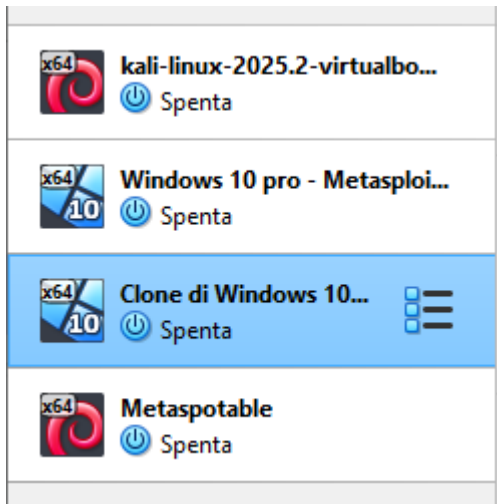 x64
kali-linux-2025.2-virtualbo...
Spenta
x64
10
Windows 10 pro - Metasploi...
Spenta
x64
10
Clone di Windows 10...
Spenta
x64
Metaspotable
Spenta